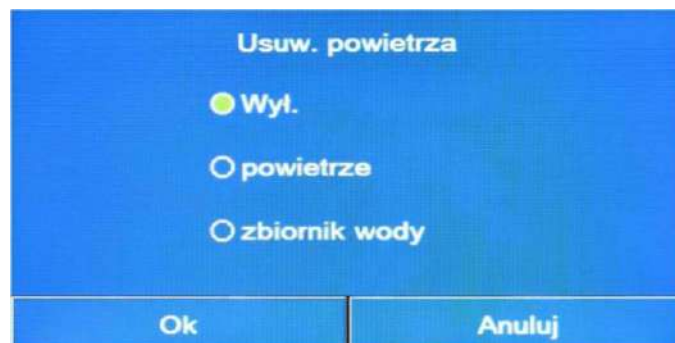 Usuw. powietrza
Wył.
powietrze
zbiornik wody
Ok
Anuluj